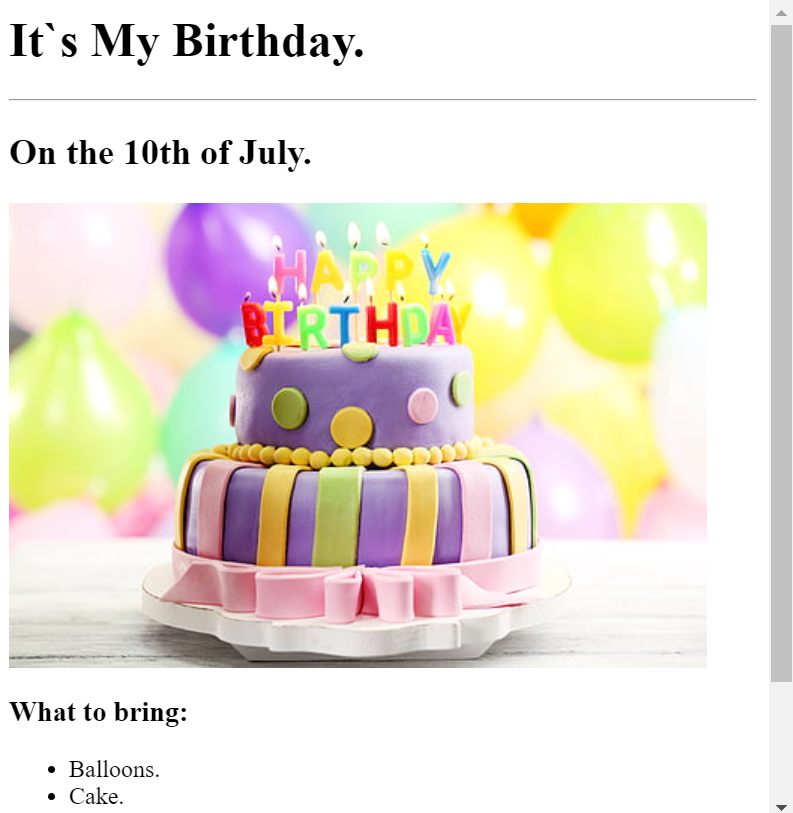 It`s My Birthday.
On the 10th of July.
HAPPY
BIRTHDAY
What to bring:
Balloons.
Cake.